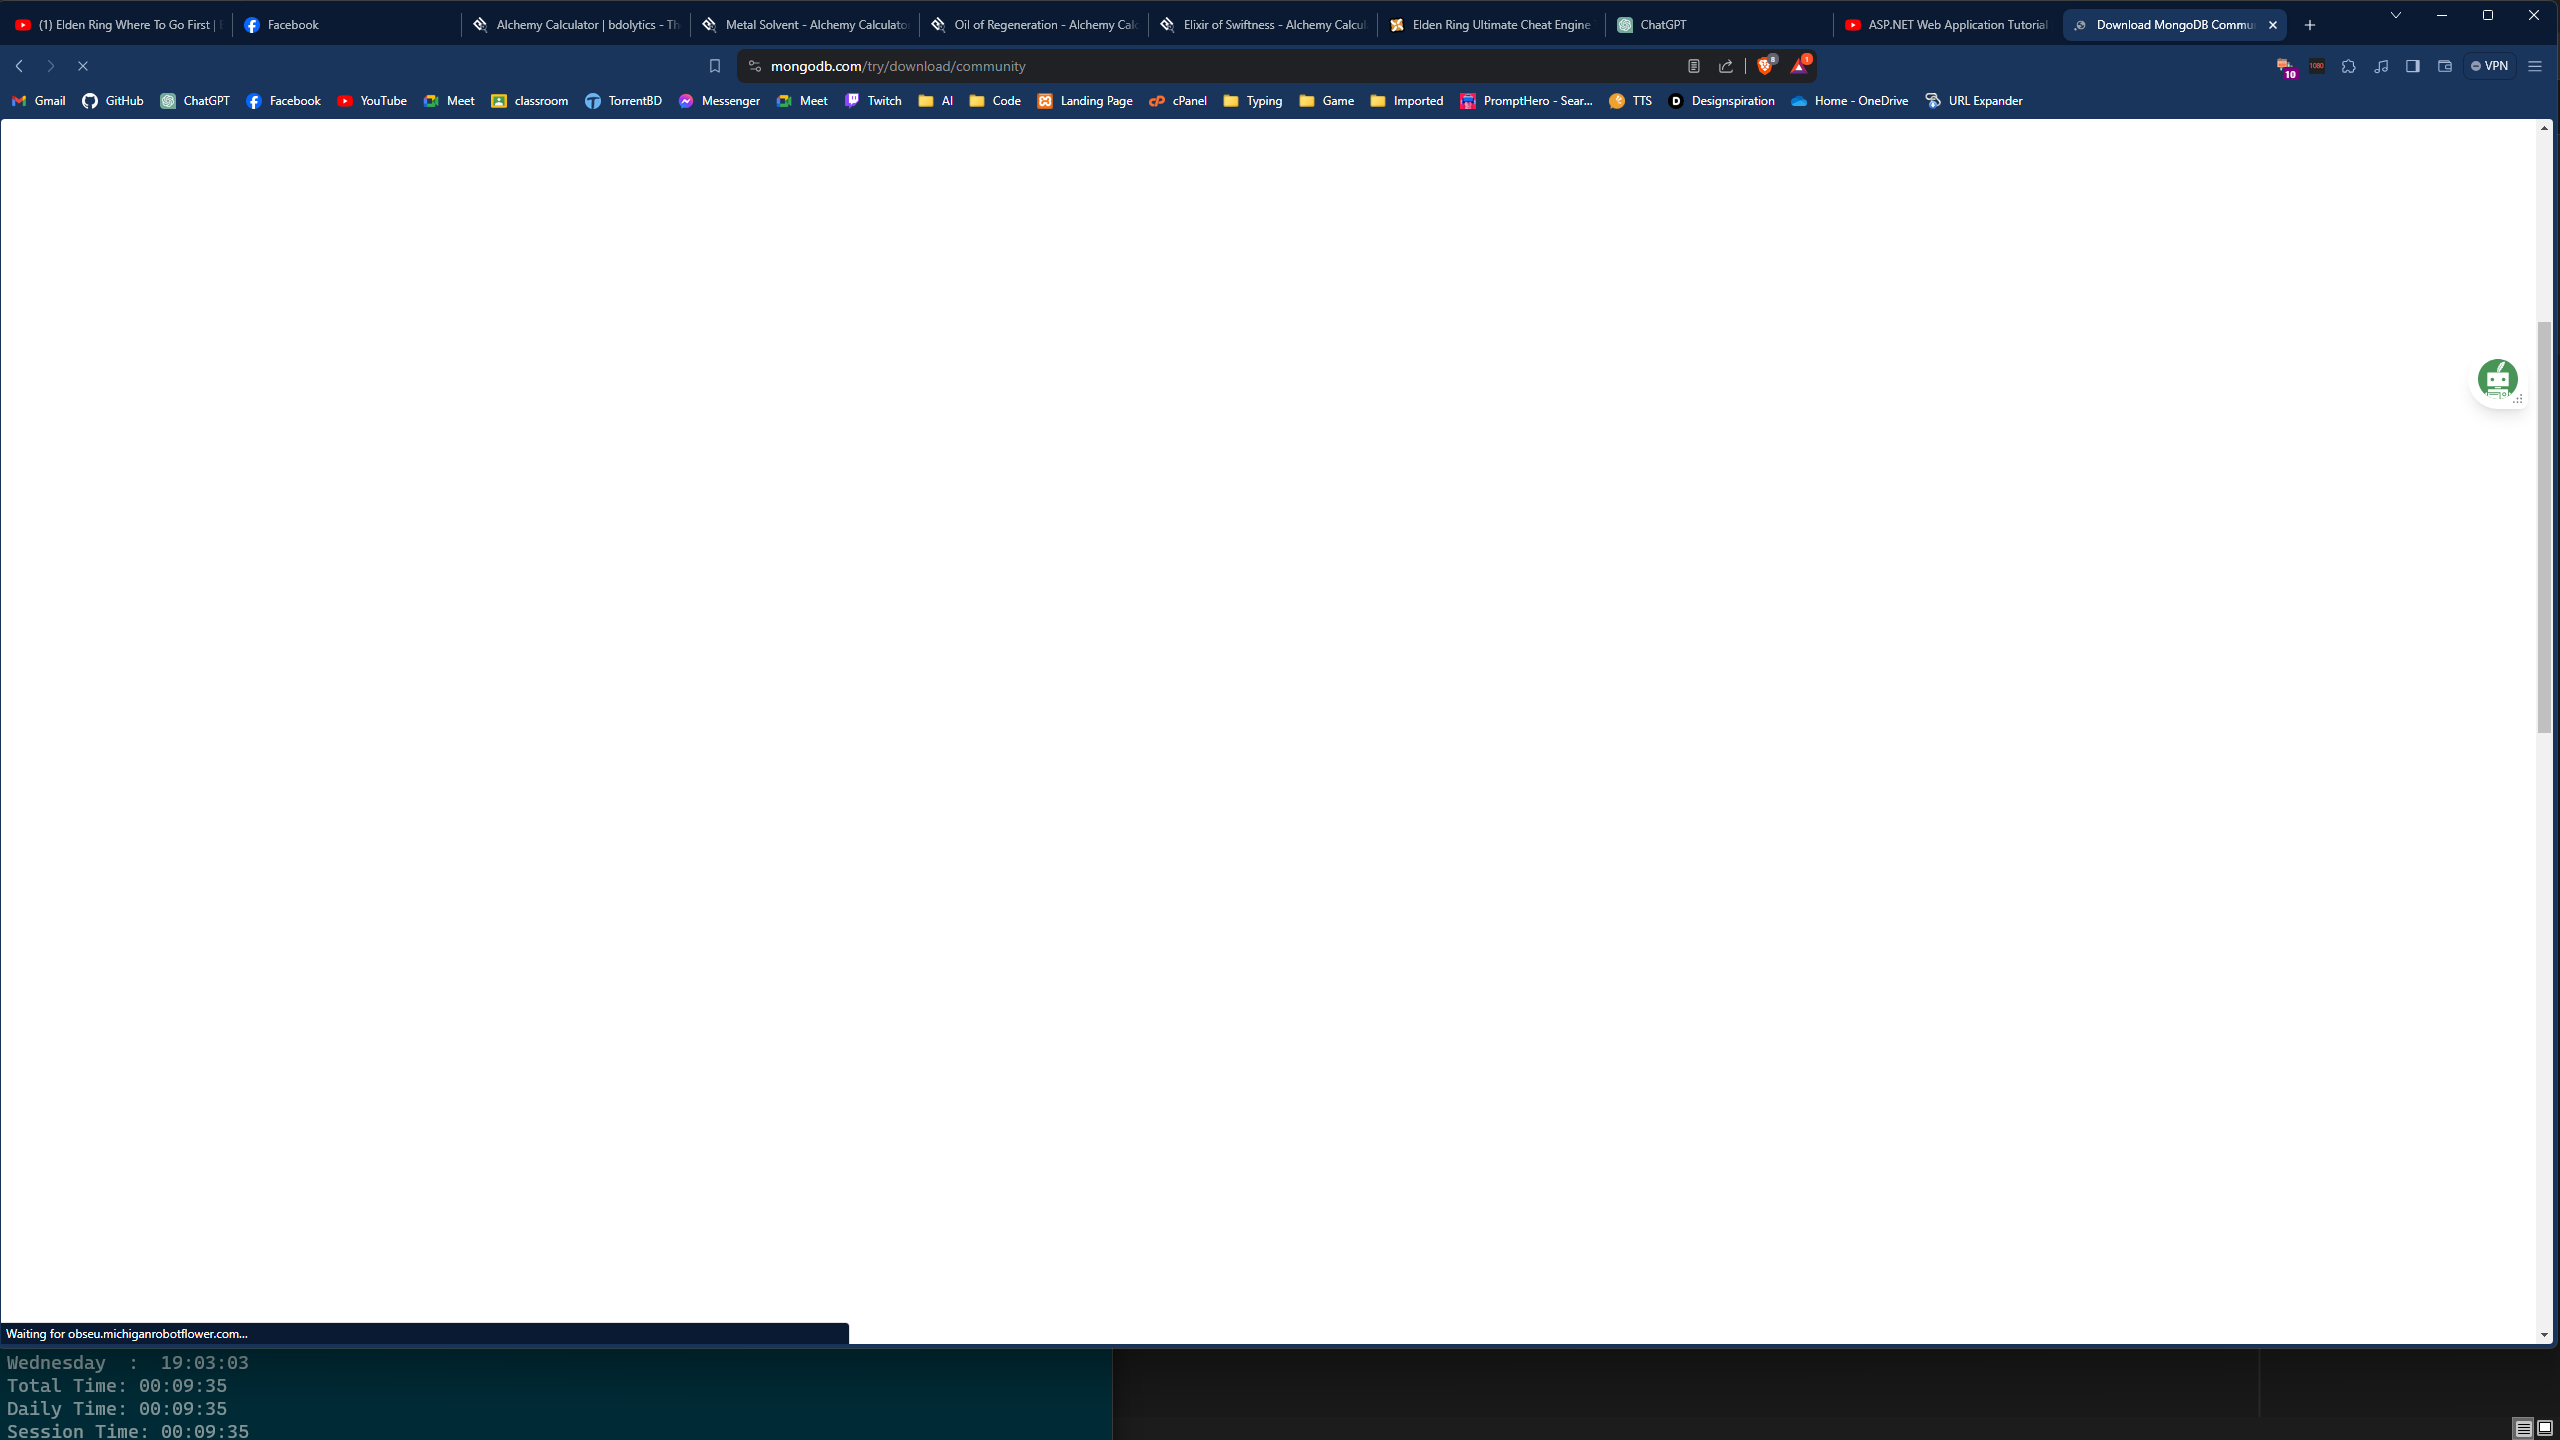 (1) Elden Ring Where To Go First |
Facebook
Alchemy Calculator | bdolytics - Th
Metal Solvent - Alchemy Calculator
Oil of Regeneration - Alchemy Calc
Elixir of Swiftness - Alchemy Calcul
Elden Ring Ultimate Cheat Engine
ChatGPT
ASP.NET Web Application Tutorial
Download MongoDB Commu
mongodb.com/try/download/community
8
1
10
1080
VPN
Gmail
GitHub
ChatGPT
Facebook
YouTube
Meet
classroom
TorrentBD
Messenger
Meet
Twitch
AI
Code
Landing Page
cPanel
Typing
Game
Imported
PromptHero - Sear...
TTS
Designspiration
Home - OneDrive
URL Expander
Waiting for obseu.michiganrobotflower.com...
Wednesday  :  19:03:03
Total Time: 00:09:35
Daily Time: 00:09:35
Session Time: 00:09:35